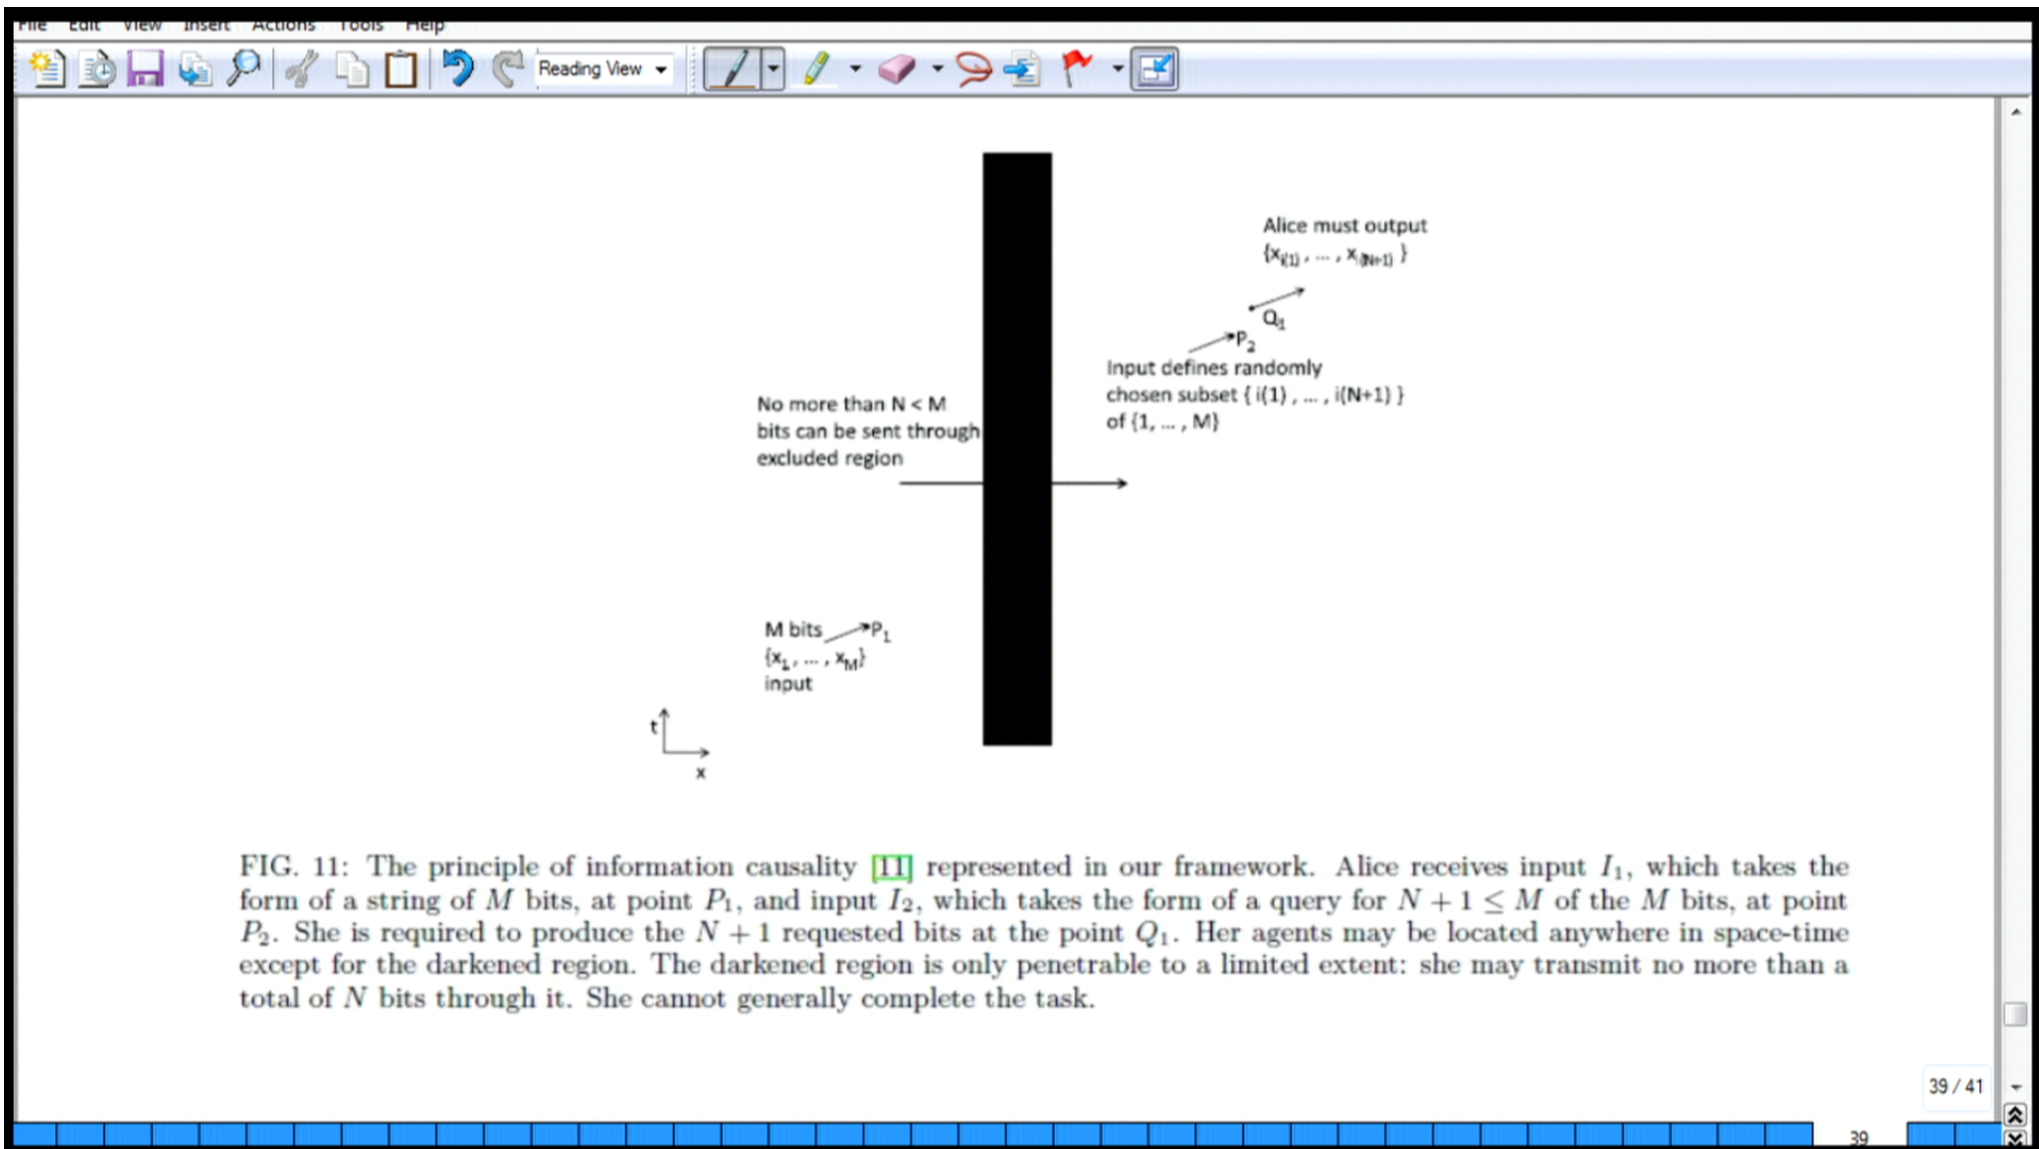 File Edit View Insert Actions Tools Help
Reading View
Alice must output
{x_i(1) , ... , x_i(N+1) }
Q₁
P₂
Input defines randomly
chosen subset { i(1) , ... , i(N+1) }
of {1, ... , M}
No more than N < M
bits can be sent through
excluded region
M bits P₁
{x₁ , ... , x_M}
input
t
x
FIG. 11: The principle of information causality [11] represented in our framework. Alice receives input I₁, which takes the
form of a string of M bits, at point P₁, and input I₂, which takes the form of a query for N + 1 ≤ M of the M bits, at point
P₂. She is required to produce the N + 1 requested bits at the point Q₁. Her agents may be located anywhere in space-time
except for the darkened region. The darkened region is only penetrable to a limited extent: she may transmit no more than a
total of N bits through it. She cannot generally complete the task.
39 / 41
39